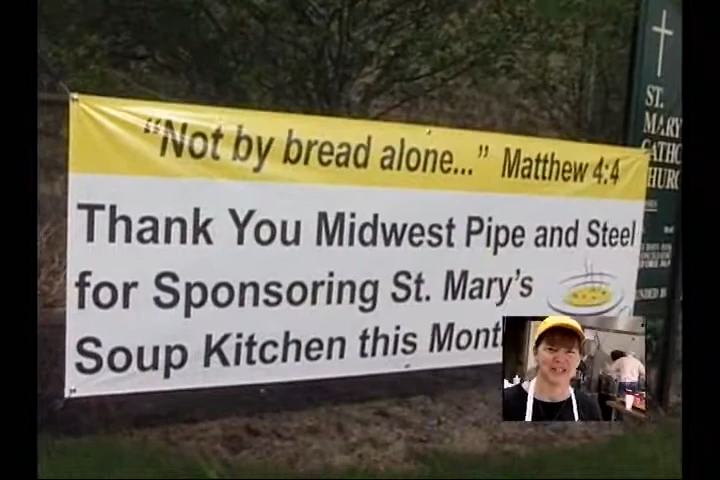 “Not by bread alone...” Matthew 4:4
Thank You Midwest Pipe and Steel
for Sponsoring St. Mary’s
Soup Kitchen this Mont
ST.
MARY
CATHO
HUR